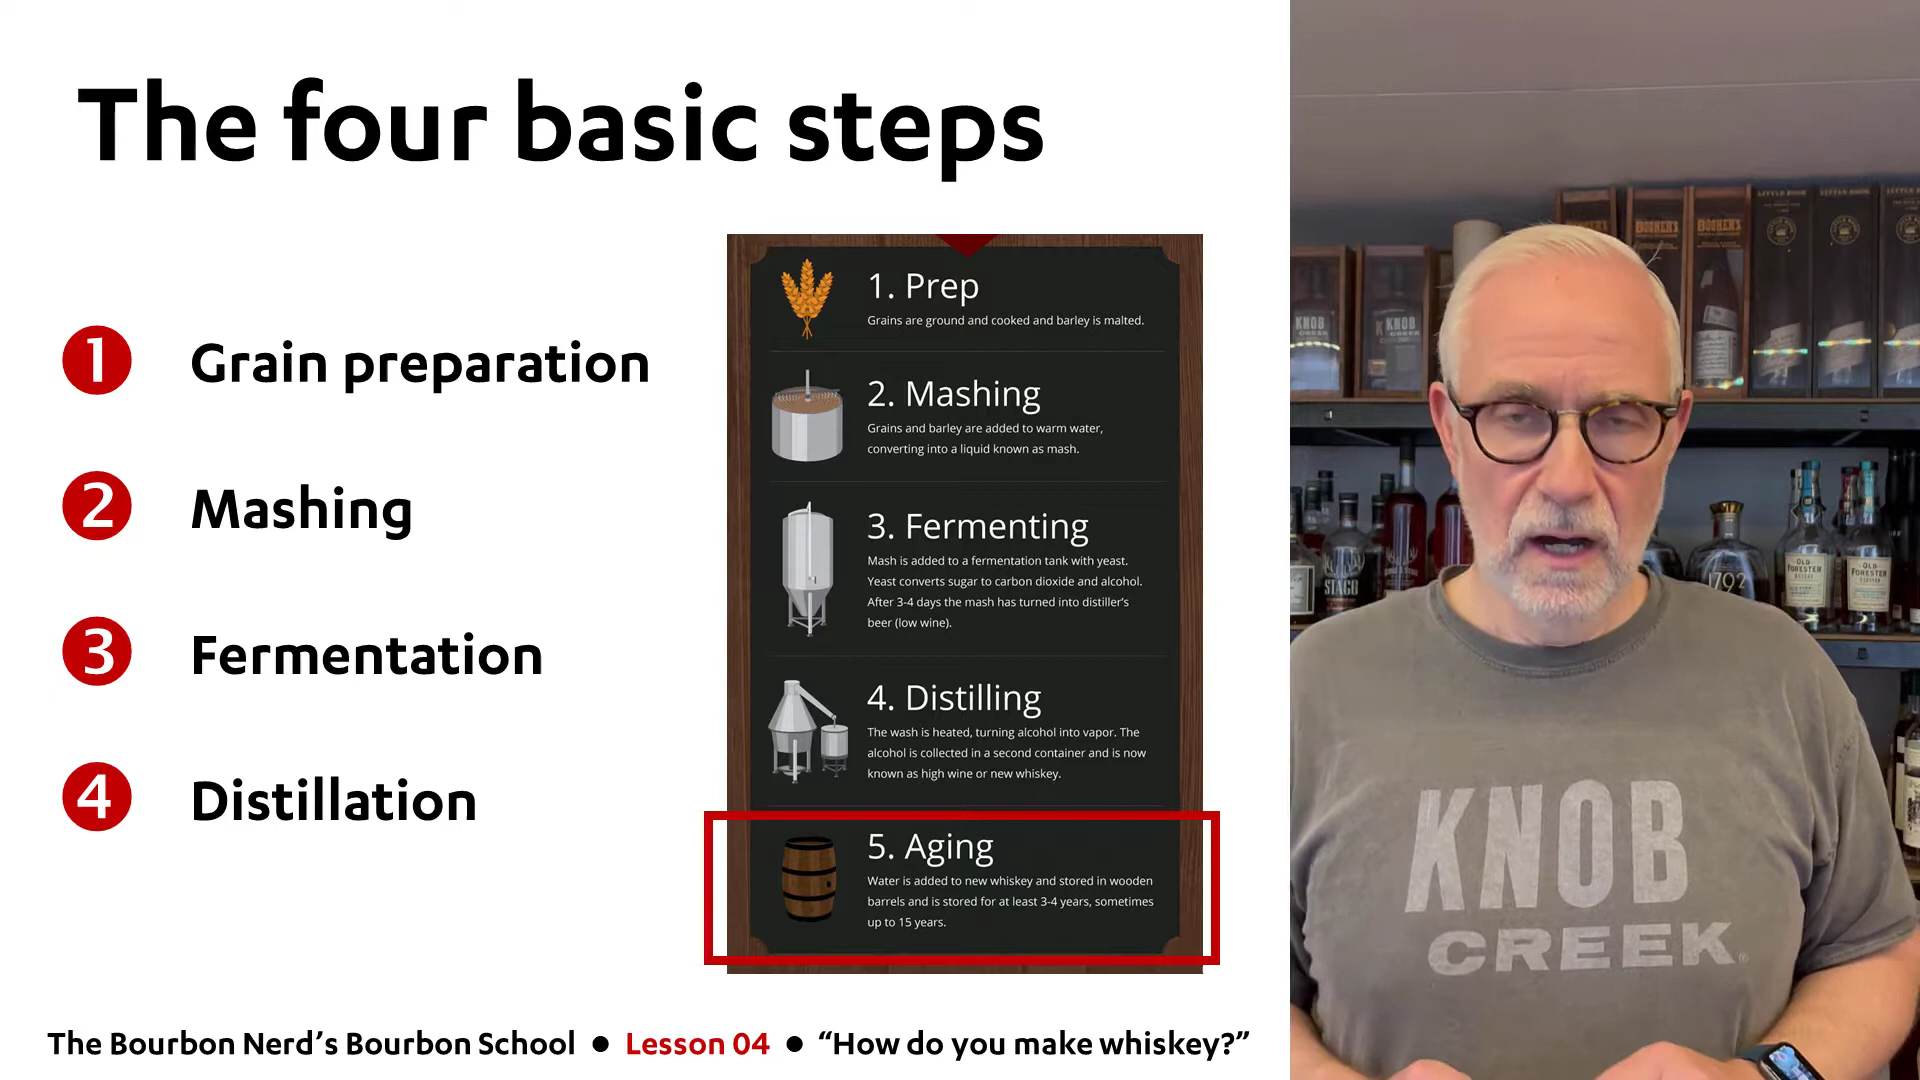 The four basic steps
1 Grain preparation
2 Mashing
3 Fermentation
4 Distillation
1. Prep
Grains are ground and cooked and barley is malted.
2. Mashing
Grains and barley are added to warm water,
converting into a liquid known as mash.
3. Fermenting
Mash is added to a fermentation tank with yeast.
Yeast converts sugar to carbon dioxide and alcohol.
After 3-4 days the mash has turned into distiller's
beer (low wine).
4. Distilling
The wash is heated, turning alcohol into vapor. The
alcohol is collected in a second container and is now
known as high wine or new whiskey.
5. Aging
Water is added to new whiskey and stored in wooden
barrels and is stored for at least 3-4 years, sometimes
up to 15 years.
The Bourbon Nerd’s Bourbon School ● Lesson 04 ● “How do you make whiskey?”
BOOKER'S
BOOKER'S
LITTLE BOOK
LITTLE BOOK
KNOB
CREEK
KNOB
CREEK
STAGG
1792
OLD
FORESTER
OLD
FORESTER
KNOB
CREEK®